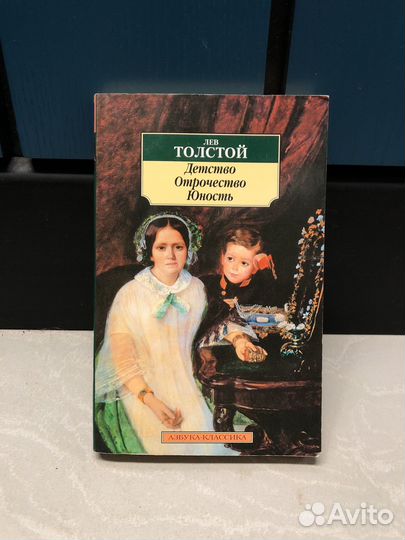 ЛЕВ
ТОЛСТОЙ
Детство
Отрочество
Юность
АЗБУКА-КЛАССИКА
Avito